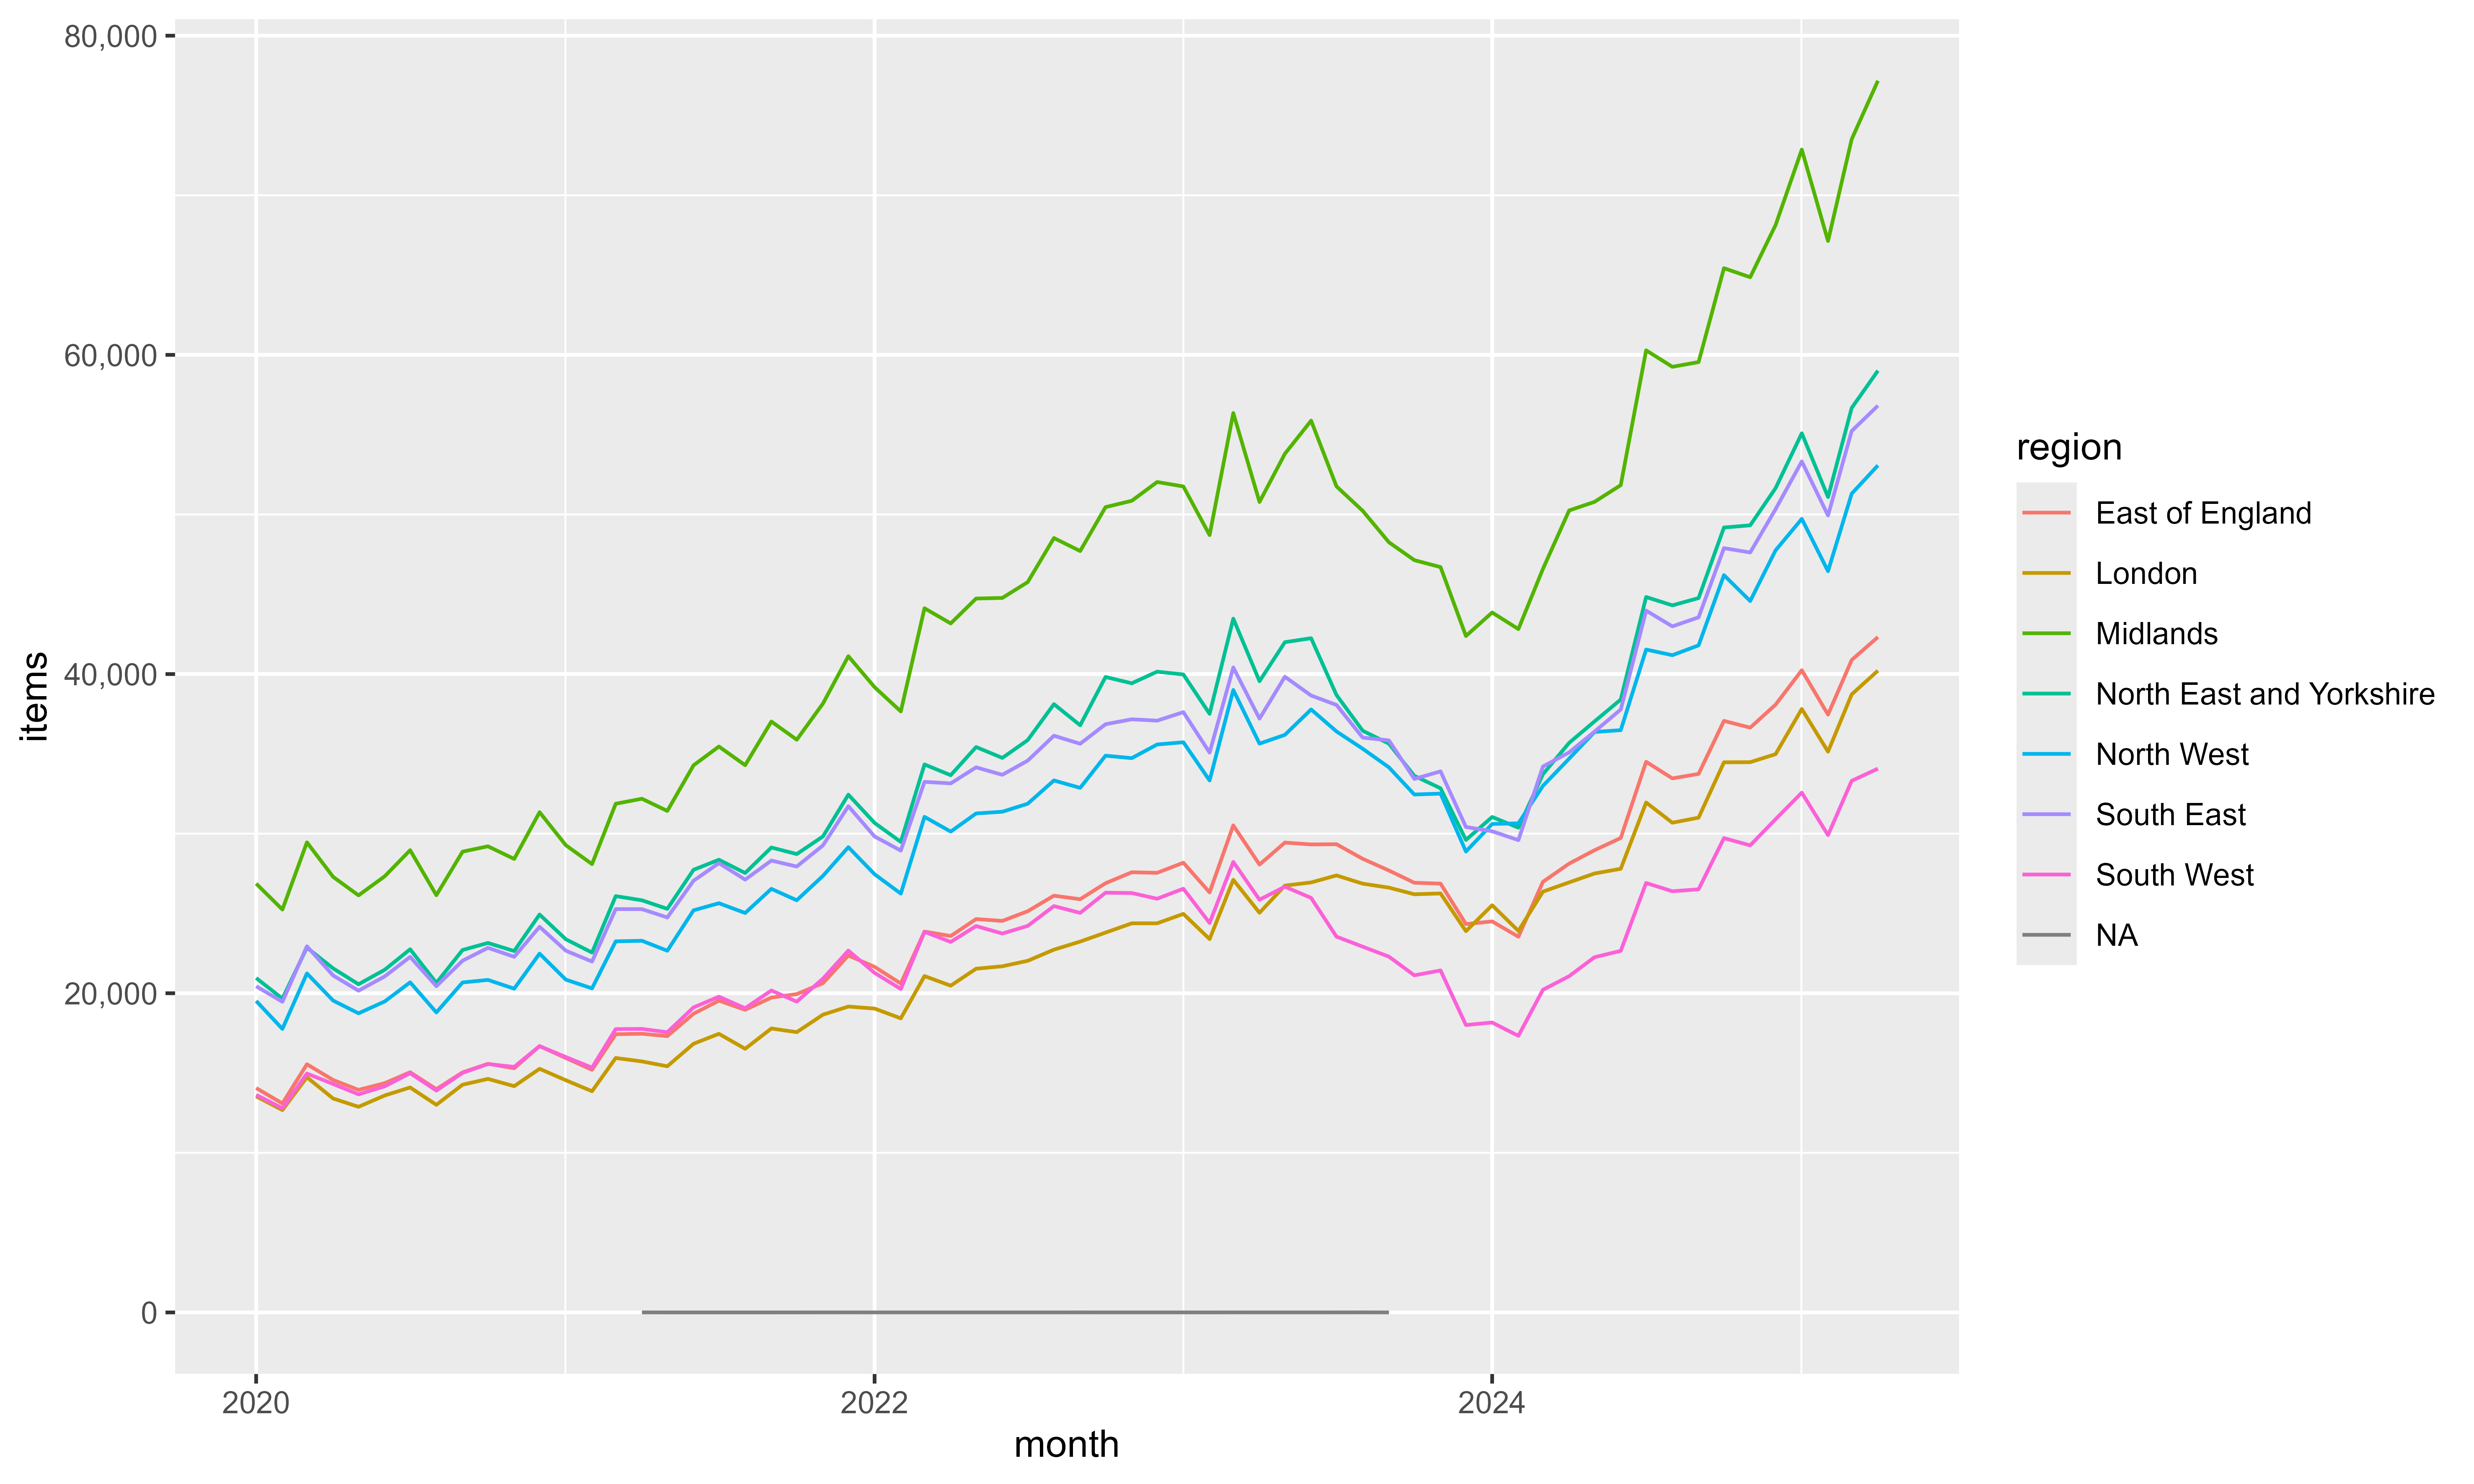 80,000
60,000
40,000
20,000
0
items
2020
2022
2024
month
region
East of England
London
Midlands
North East and Yorkshire
North West
South East
South West
NA